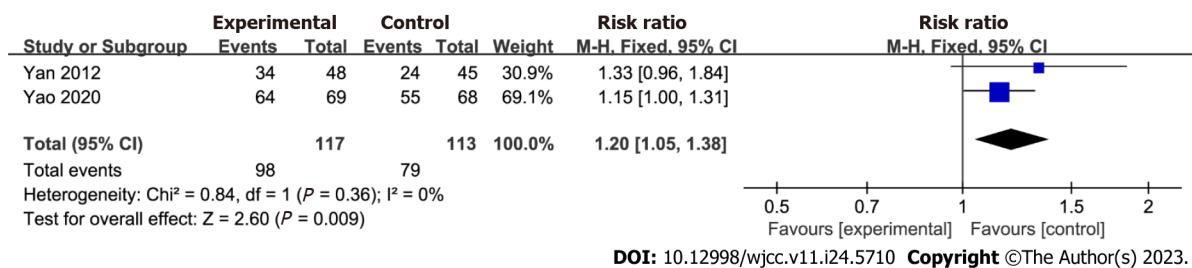 Experimental Control Risk ratio Risk ratio
Study or Subgroup Events Total Events Total Weight M-H, Fixed, 95% CI M-H, Fixed, 95% CI
Yan 2012 34 48 24 45 30.9% 1.33 [0.96, 1.84]
Yao 2020 64 69 55 68 69.1% 1.15 [1.00, 1.31]
Total (95% CI) 117 113 100.0% 1.20 [1.05, 1.38]
Total events 98 79
Heterogeneity: Chi² = 0.84, df = 1 (P = 0.36); I² = 0%
Test for overall effect: Z = 2.60 (P = 0.009)
0.5 0.7 1 1.5 2
Favours [experimental] Favours [control]
DOI: 10.12998/wjcc.v11.i24.5710 Copyright ©The Author(s) 2023.